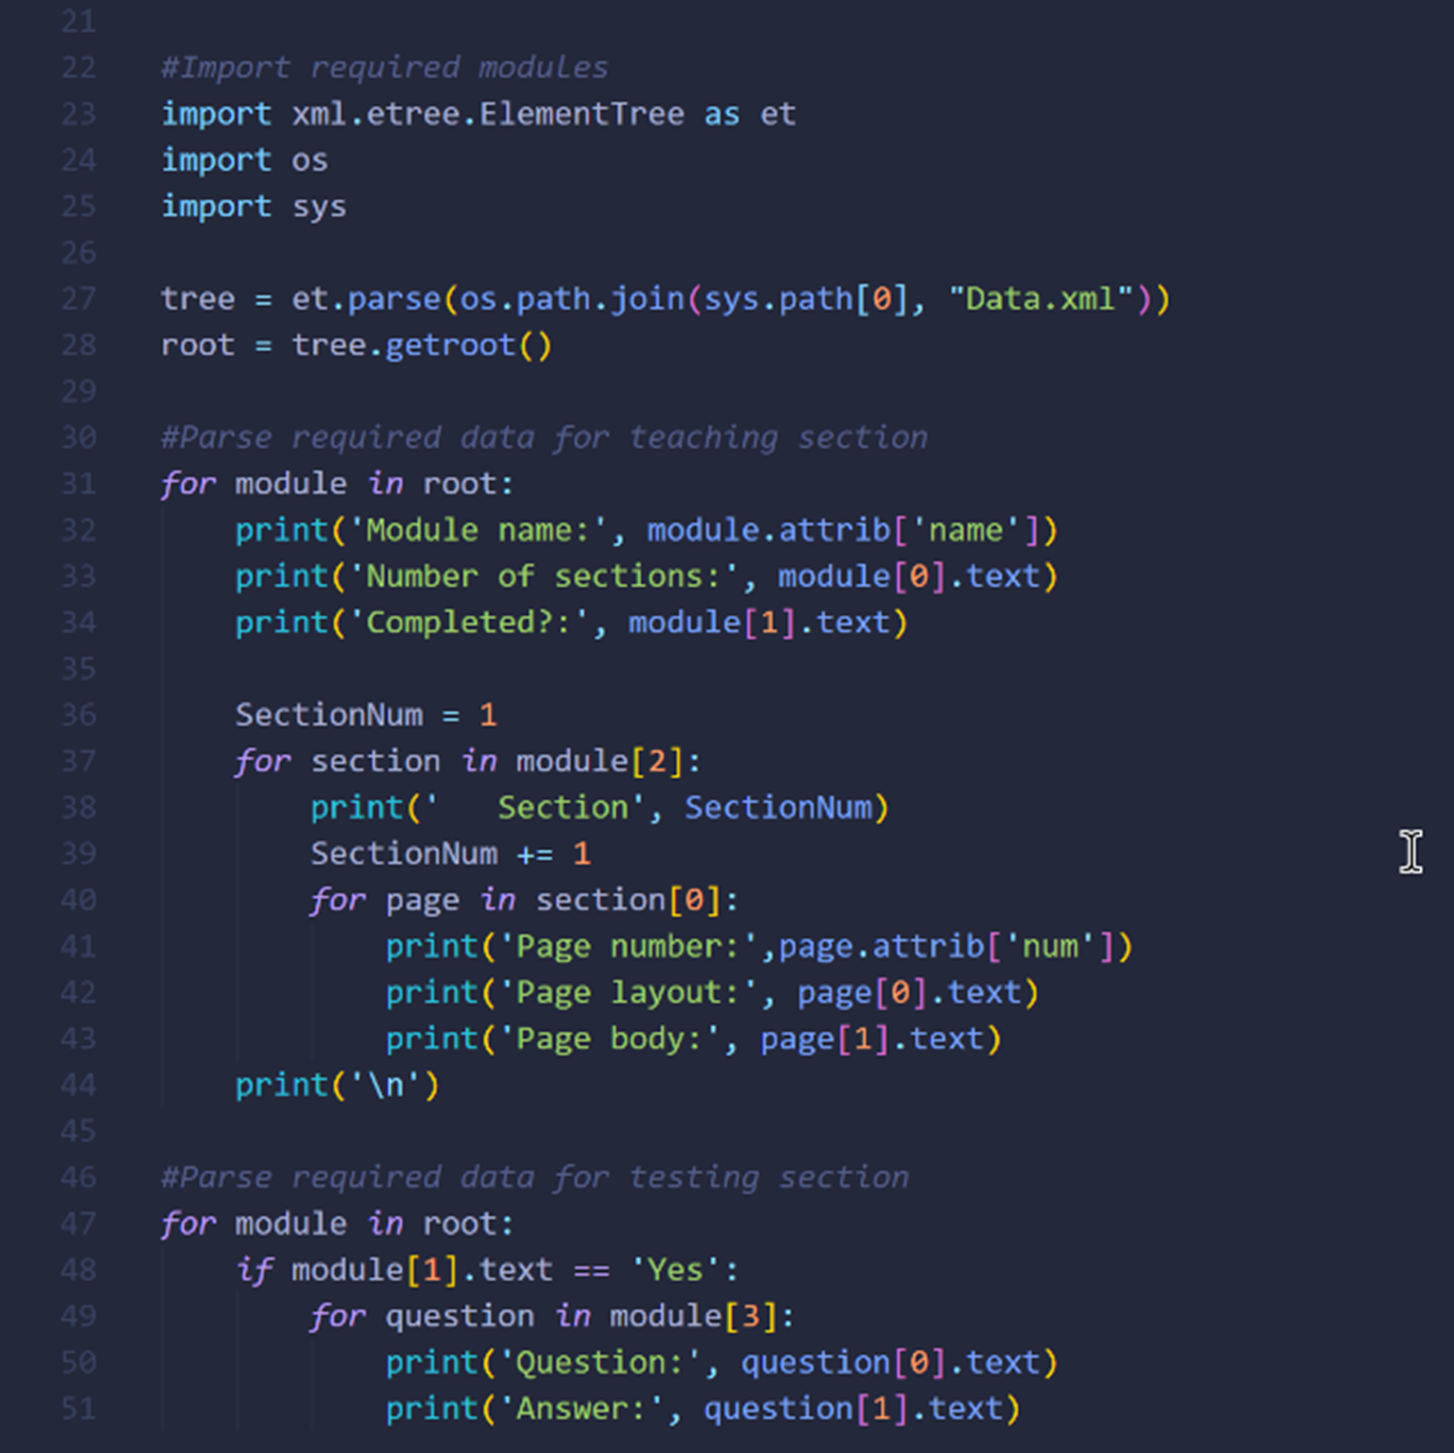 21
22 #Import required modules
23 import xml.etree.ElementTree as et
24 import os
25 import sys
26
27 tree = et.parse(os.path.join(sys.path[0], "Data.xml"))
28 root = tree.getroot()
29
30 #Parse required data for teaching section
31 for module in root:
32     print('Module name:', module.attrib['name'])
33     print('Number of sections:', module[0].text)
34     print('Completed?:', module[1].text)
35
36     SectionNum = 1
37     for section in module[2]:
38         print('   Section', SectionNum)
39         SectionNum += 1
40         for page in section[0]:
41             print('Page number:',page.attrib['num'])
42             print('Page layout:', page[0].text)
43             print('Page body:', page[1].text)
44     print('\n')
45
46 #Parse required data for testing section
47 for module in root:
48     if module[1].text == 'Yes':
49         for question in module[3]:
50             print('Question:', question[0].text)
51             print('Answer:', question[1].text)